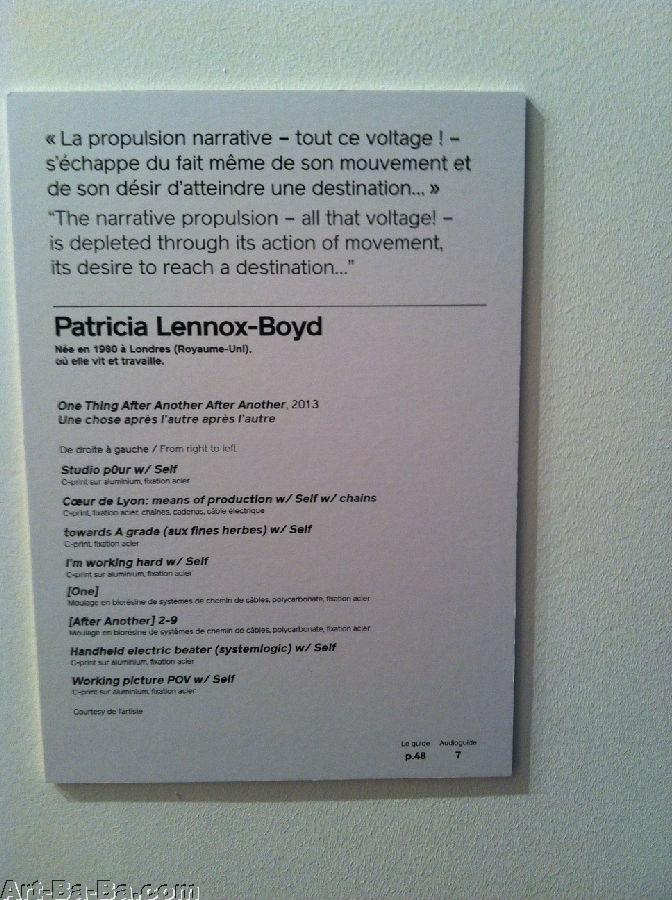 « La propulsion narrative – tout ce voltage ! –
s'échappe du fait même de son mouvement et
de son désir d'atteindre une destination... »
“The narrative propulsion – all that voltage! –
is depleted through its action of movement,
its desire to reach a destination...”
Patricia Lennox-Boyd
Née en 1980 à Londres (Royaume-Uni),
où elle vit et travaille.
One Thing After Another After Another, 2013
Une chose après l'autre après l'autre
De droite à gauche / From right to left
Studio p0ur w/ Self
C-print sur aluminium, fixation acier
Cœur de Lyon: means of production w/ Self w/ chains
C-print, fixation acier, chaînes, cadenas, câble électrique
towards A grade (aux fines herbes) w/ Self
C-print, fixation acier
I'm working hard w/ Self
C-print sur aluminium, fixation acier
[One]
Moulage en biorésine de systèmes de chemin de câbles, polycarbonate, fixation acier
[After Another] 2-9
Moulage en biorésine de systèmes de chemin de câbles, polycarbonate, fixation acier
Handheld electric beater (systemlogic) w/ Self
C-print sur aluminium, fixation acier
Working picture POV w/ Self
C-print sur aluminium, fixation acier
Courtesy de l'artiste
Le guide Audioguide
p.48 7
Art-Ba-Ba.com